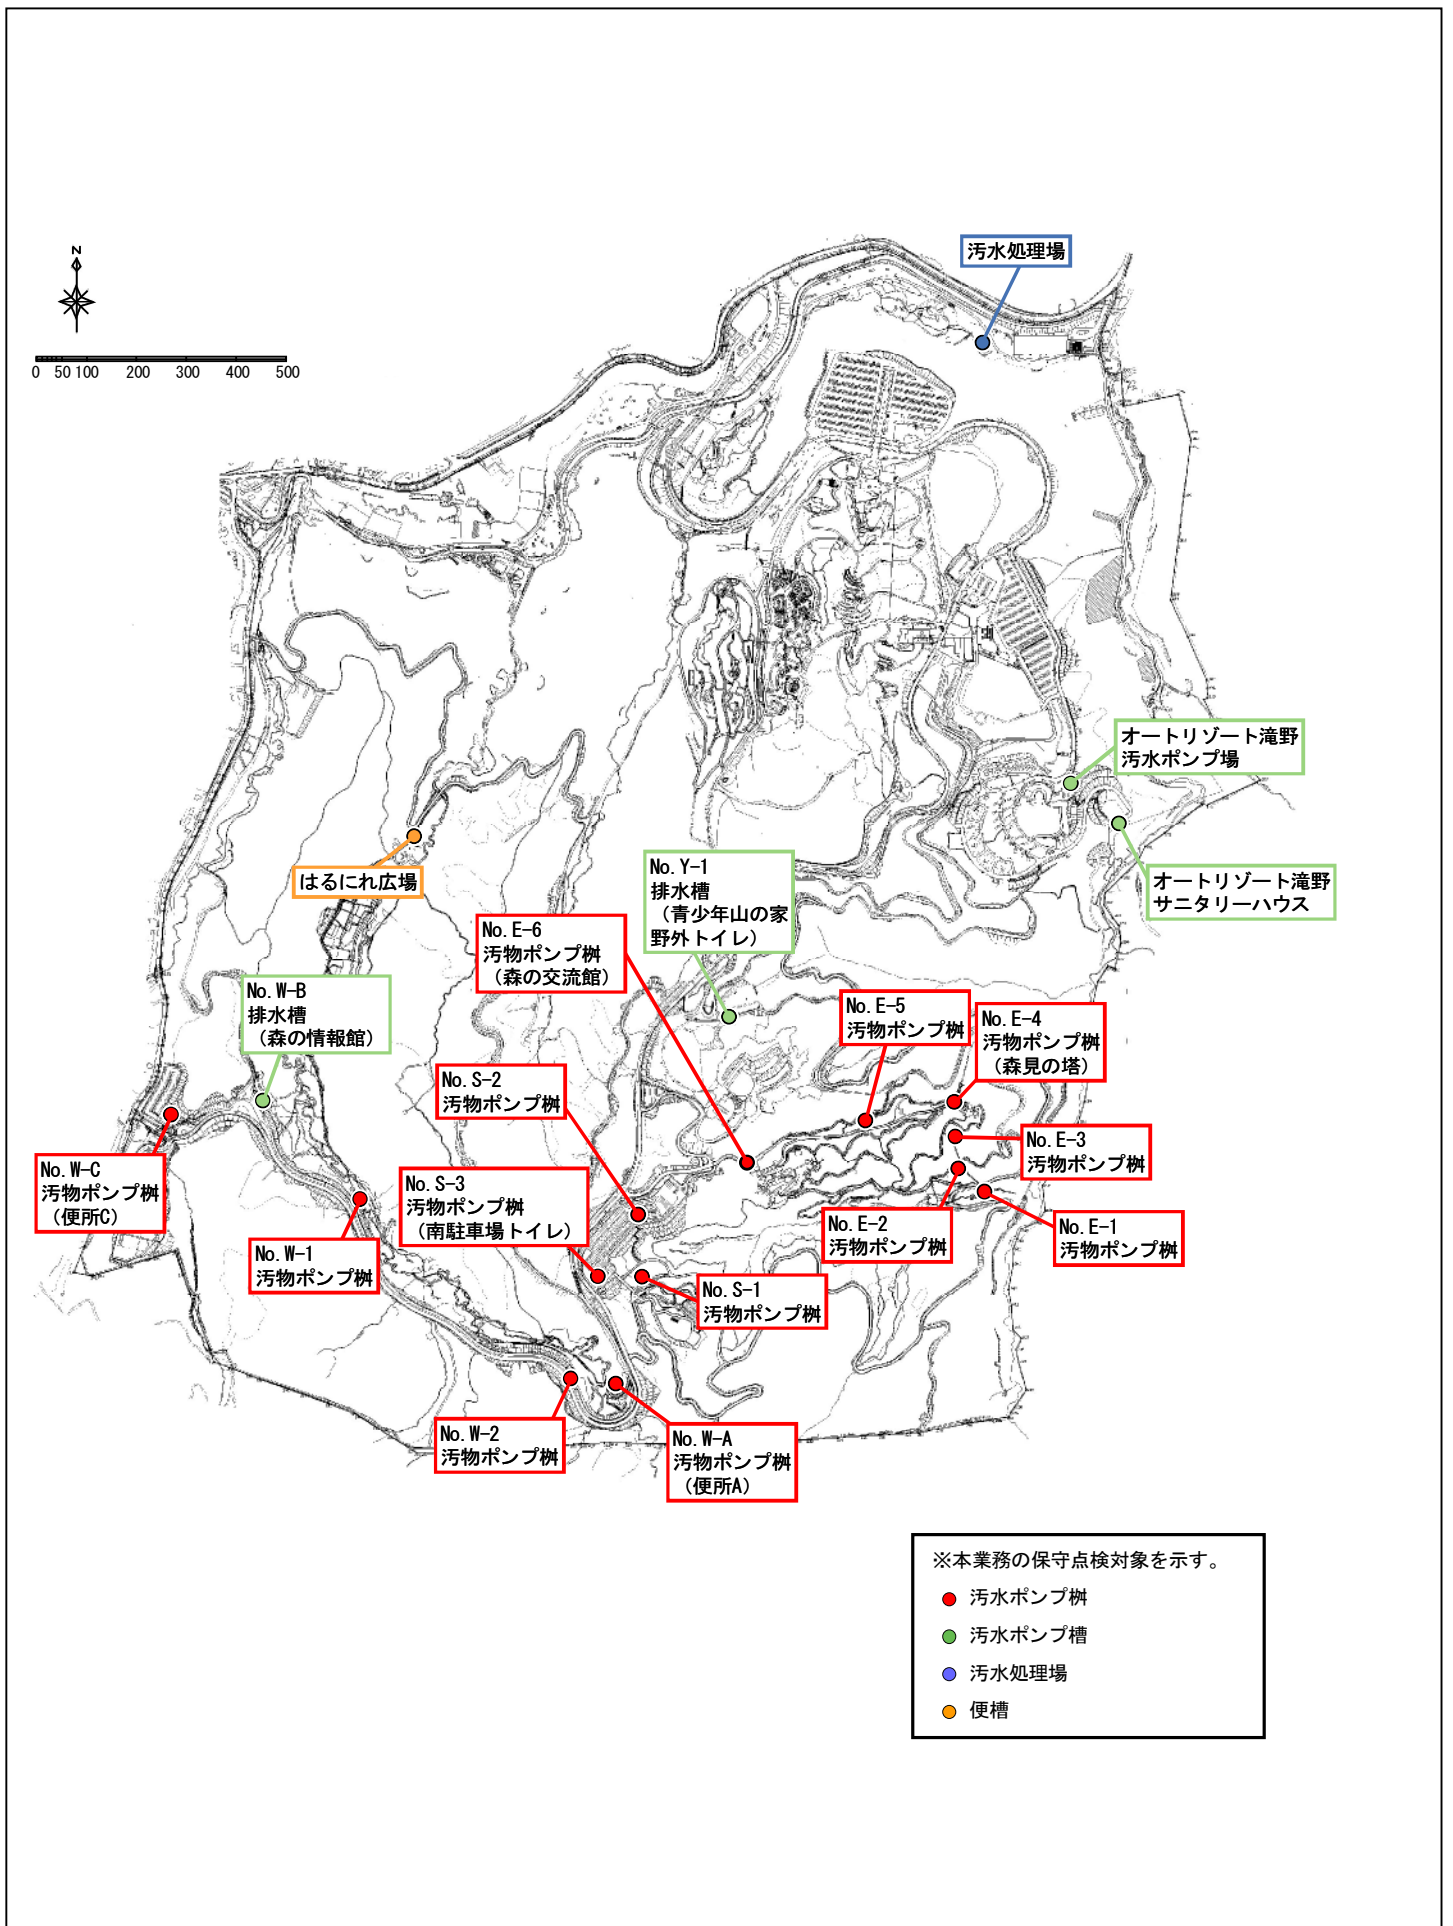 汚水処理場
N
0 50 100 200 300 400 500
オートリゾート滝野
汚水ポンプ場
はるにれ広場
No.Y-1
排水槽
（青少年山の家
野外トイレ）
オートリゾート滝野
サニタリーハウス
No.E-6
汚物ポンプ桝
（森の交流館）
No.W-B
排水槽
（森の情報館）
No.E-5
汚物ポンプ桝
No.E-4
汚物ポンプ桝
（森見の塔）
No.S-2
汚物ポンプ桝
No.E-3
汚物ポンプ桝
No.W-C
汚物ポンプ桝
（便所C）
No.S-3
汚物ポンプ桝
（南駐車場トイレ）
No.E-2
汚物ポンプ桝
No.E-1
汚物ポンプ桝
No.W-1
汚物ポンプ桝
No.S-1
汚物ポンプ桝
No.W-2
汚物ポンプ桝
No.W-A
汚物ポンプ桝
（便所A）
※本業務の保守点検対象を示す。
汚水ポンプ桝
汚水ポンプ槽
汚水処理場
便槽